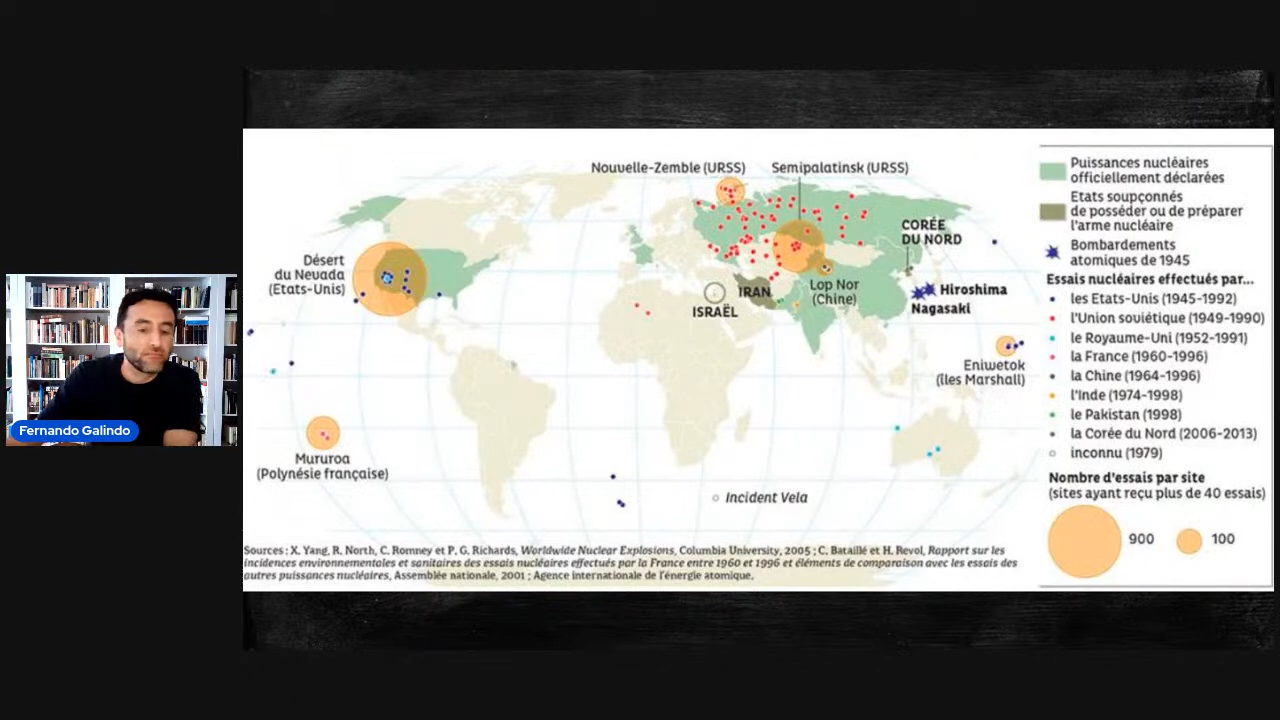 Fernando Galindo
Nouvelle-Zemble (URSS)
Semipalatinsk (URSS)
CORÉE
DU NORD
Désert
du Nevada
(Etats-Unis)
Lop Nor
(Chine)
IRAN
ISRAËL
Hiroshima
Nagasaki
Eniwetok
(îles Marshall)
Mururoa
(Polynésie française)
Incident Vela
Sources : X. Yang, R. North, C. Romney et P. G. Richards, Worldwide Nuclear Explosions, Columbia University, 2005 ; C. Bataillé et H. Revol, Rapport sur les
incidences environnementales et sanitaires des essais nucléaires effectués par la France entre 1960 et 1996 et éléments de comparaison avec les essais des
autres puissances nucléaires, Assemblée nationale, 2001 ; Agence internationale de l'énergie atomique.
Puissances nucléaires
officiellement déclarées
Etats soupçonnés
de posséder ou de préparer
l'arme nucléaire
Bombardements
atomiques de 1945
Essais nucléaires effectués par...
les Etats-Unis (1945-1992)
l'Union soviétique (1949-1990)
le Royaume-Uni (1952-1991)
la France (1960-1996)
la Chine (1964-1996)
l'Inde (1974-1998)
le Pakistan (1998)
la Corée du Nord (2006-2013)
inconnu (1979)
Nombre d'essais par site
(sites ayant reçu plus de 40 essais)
900
100